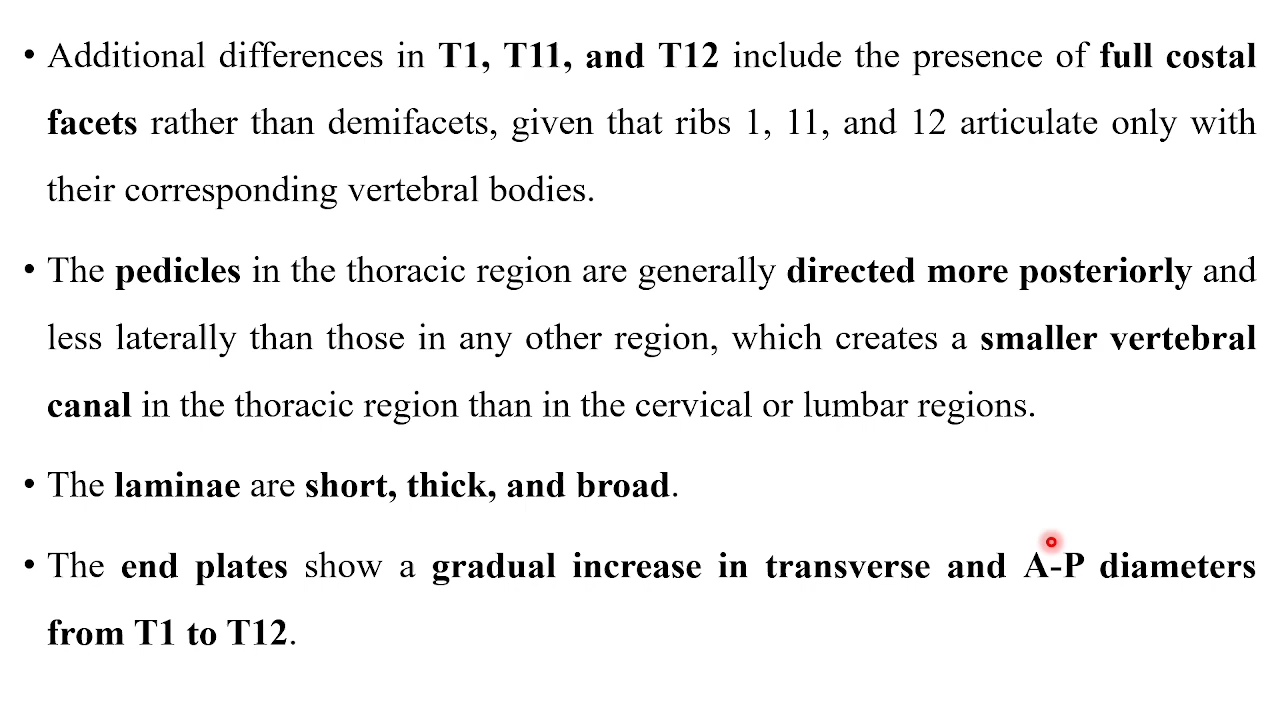 • Additional differences in T1, T11, and T12 include the presence of full costal
facets rather than demifacets, given that ribs 1, 11, and 12 articulate only with
their corresponding vertebral bodies.
• The pedicles in the thoracic region are generally directed more posteriorly and
less laterally than those in any other region, which creates a smaller vertebral
canal in the thoracic region than in the cervical or lumbar regions.
• The laminae are short, thick, and broad.
• The end plates show a gradual increase in transverse and A-P diameters
from T1 to T12.